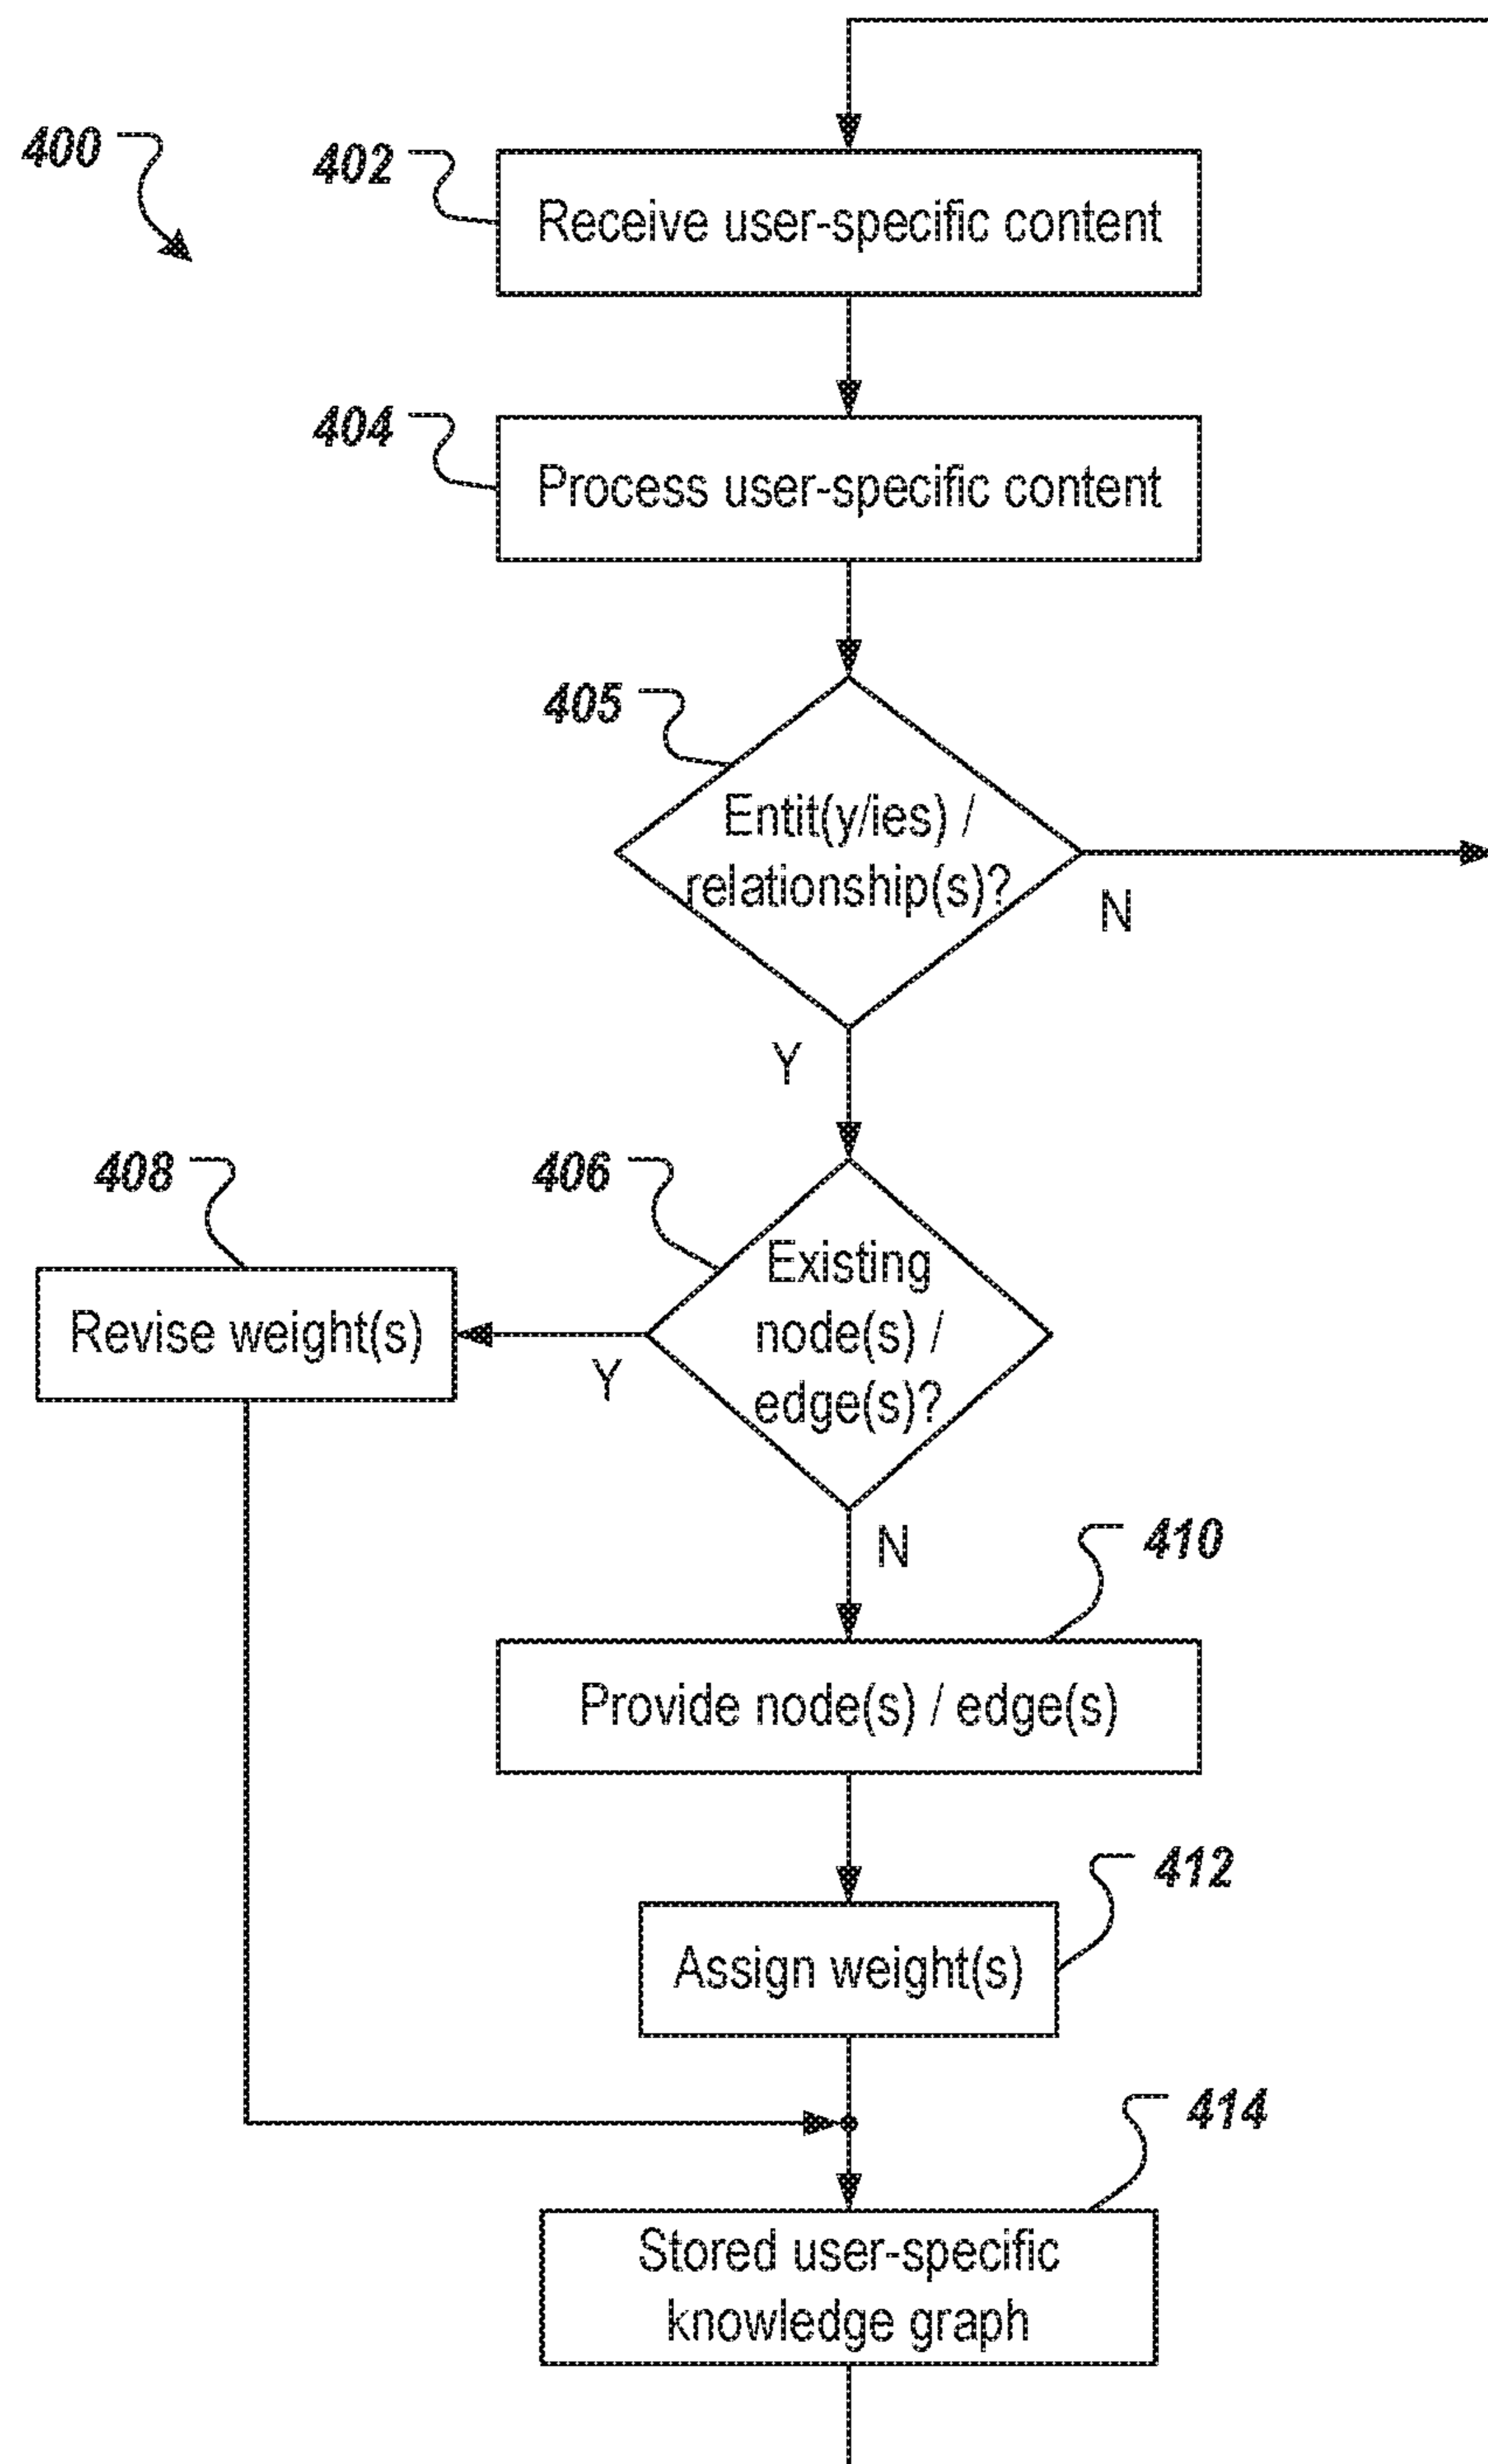 400
402
Receive user-specific content
404
Process user-specific content
405
Entit(y/ies) /
relationship(s)?
N
Y
408
406
Revise weight(s)
Existing
node(s) /
edge(s)?
Y
N
410
Provide node(s) / edge(s)
412
Assign weight(s)
414
Stored user-specific
knowledge graph